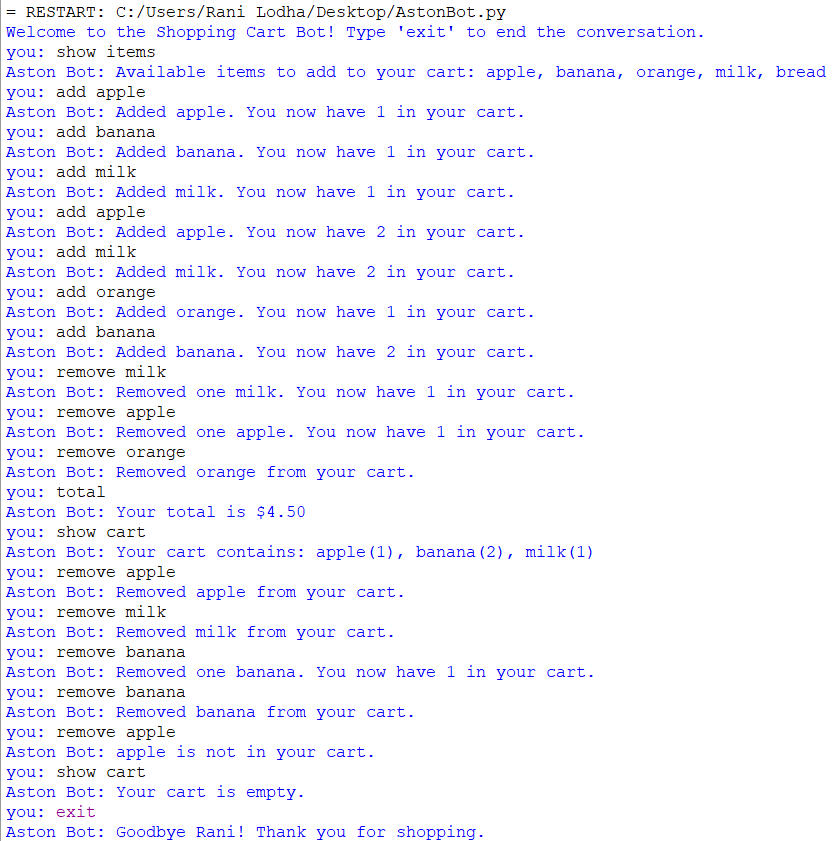 = RESTART: C:/Users/Rani Lodha/Desktop/AstonBot.py
Welcome to the Shopping Cart Bot! Type 'exit' to end the conversation.
you: show items
Aston Bot: Available items to add to your cart: apple, banana, orange, milk, bread
you: add apple
Aston Bot: Added apple. You now have 1 in your cart.
you: add banana
Aston Bot: Added banana. You now have 1 in your cart.
you: add milk
Aston Bot: Added milk. You now have 1 in your cart.
you: add apple
Aston Bot: Added apple. You now have 2 in your cart.
you: add milk
Aston Bot: Added milk. You now have 2 in your cart.
you: add orange
Aston Bot: Added orange. You now have 1 in your cart.
you: add banana
Aston Bot: Added banana. You now have 2 in your cart.
you: remove milk
Aston Bot: Removed one milk. You now have 1 in your cart.
you: remove apple
Aston Bot: Removed one apple. You now have 1 in your cart.
you: remove orange
Aston Bot: Removed orange from your cart.
you: total
Aston Bot: Your total is $4.50
you: show cart
Aston Bot: Your cart contains: apple(1), banana(2), milk(1)
you: remove apple
Aston Bot: Removed apple from your cart.
you: remove milk
Aston Bot: Removed milk from your cart.
you: remove banana
Aston Bot: Removed one banana. You now have 1 in your cart.
you: remove banana
Aston Bot: Removed banana from your cart.
you: remove apple
Aston Bot: apple is not in your cart.
you: show cart
Aston Bot: Your cart is empty.
you: exit
Aston Bot: Goodbye Rani! Thank you for shopping.